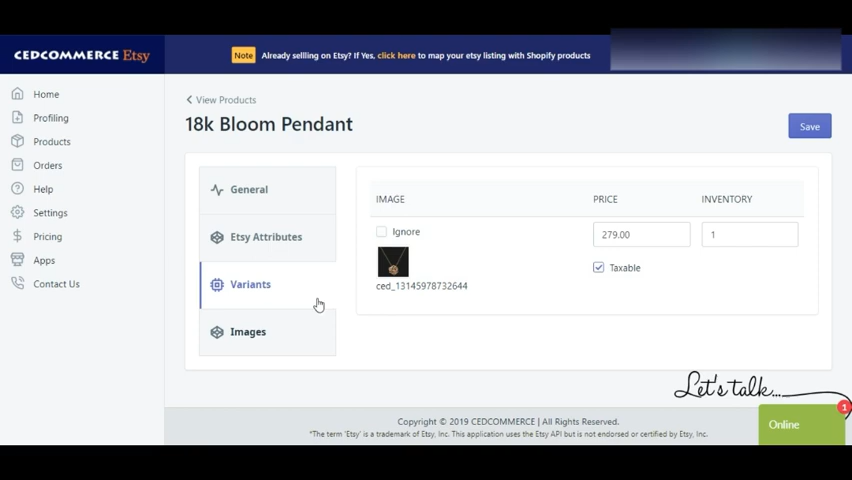 CEDCOMMERCE Etsy
Note Already sellling on Etsy? If Yes, click here to map your etsy listing with Shopify products
Home
Profiling
Products
Orders
Help
Settings
Pricing
Apps
Contact Us
View Products
18k Bloom Pendant
Save
General
Etsy Attributes
Variants
Images
IMAGE PRICE INVENTORY
Ignore 279.00 1
Taxable
ced_13145978732644
Let's talk...
1
Online
Copyright © 2019 CEDCOMMERCE | All Rights Reserved.
*The term 'Etsy' is a trademark of Etsy, Inc. This application uses the Etsy API but is not endorsed or certified by Etsy, Inc.